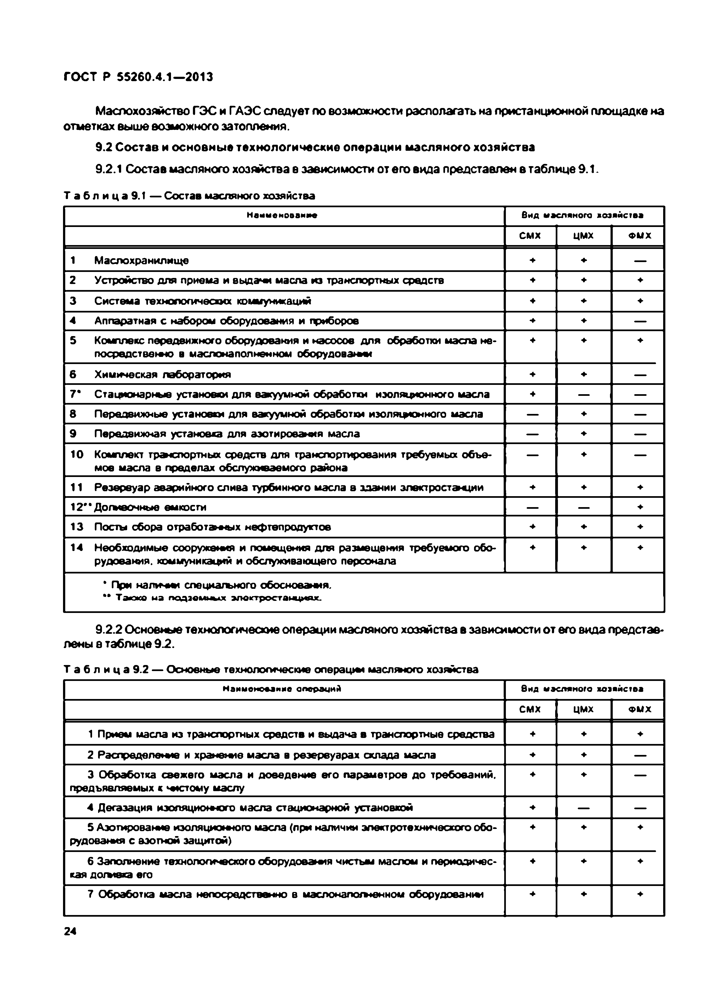 ГОСТ Р 55260.4.1—2013
Маслохозяйство ГЭС и ГАЭС следует по возможности располагать на пристанционной площадке на
отметках выше возможного затопления.
9.2 Состав и основные технологические операции масляного хозяйства
9.2.1 Состав масляного хозяйства в зависимости от его вида представлен в таблице 9.1.
Таблица 9.1 — Состав масляного хозяйства
Наименование Вид масляного хозяйства
СМХ ЦМХ ФМХ
1 Маслохранилище + + —
2 Устройство для приема и выдачи масла из транспортных средств + + +
3 Система технологических коммуникаций + + +
4 Аппаратная с набором оборудования и приборов + + —
5 Комплекс передвижного оборудования и насосов для обработки масла не- + + +
посредственно в маслонаполненном оборудовании
6 Химическая лаборатория + + —
7* Стационарные установки для вакуумной обработки изоляционного масла + — —
8 Передвижные установки для вакуумной обработки изоляционного масла — + —
9 Передвижная установка для азотирования масла — + —
10 Комплект транспортных средств для транспортирования требуемых объе- — + —
мов масла в пределах обслуживаемого района
11 Резервуар аварийного слива турбинного масла в здании электростанции + + +
12** Доливочные емкости — — +
13 Посты сбора отработанных нефтепродуктов + + +
14 Необходимые сооружения и помещения для размещения требуемого обо- + + +
рудования, коммуникаций и обслуживающего персонала
* При наличии специального обоснования.
** Также на подземных электростанциях.
9.2.2 Основные технологические операции масляного хозяйства в зависимости от его вида представ-
лены в таблице 9.2.
Таблица 9.2 — Основные технологические операции масляного хозяйства
Наименование операций Вид масляного хозяйства
СМХ ЦМХ ФМХ
1 Прием масла из транспортных средств и выдача в транспортные средства + + +
2 Распределение и хранение масла в резервуарах склада масла + + —
3 Обработка свежего масла и доведение его параметров до требований, + + —
предъявляемых к чистому маслу
4 Дегазация изоляционного масла стационарной установкой + — —
5 Азотирование изоляционного масла (при наличии электротехнического обо- + + +
рудования с азотной защитой)
6 Заполнение технологического оборудования чистым маслом и периодичес- + + +
кая доливка его
7 Обработка масла непосредственно в маслонаполненном оборудовании + + +
24